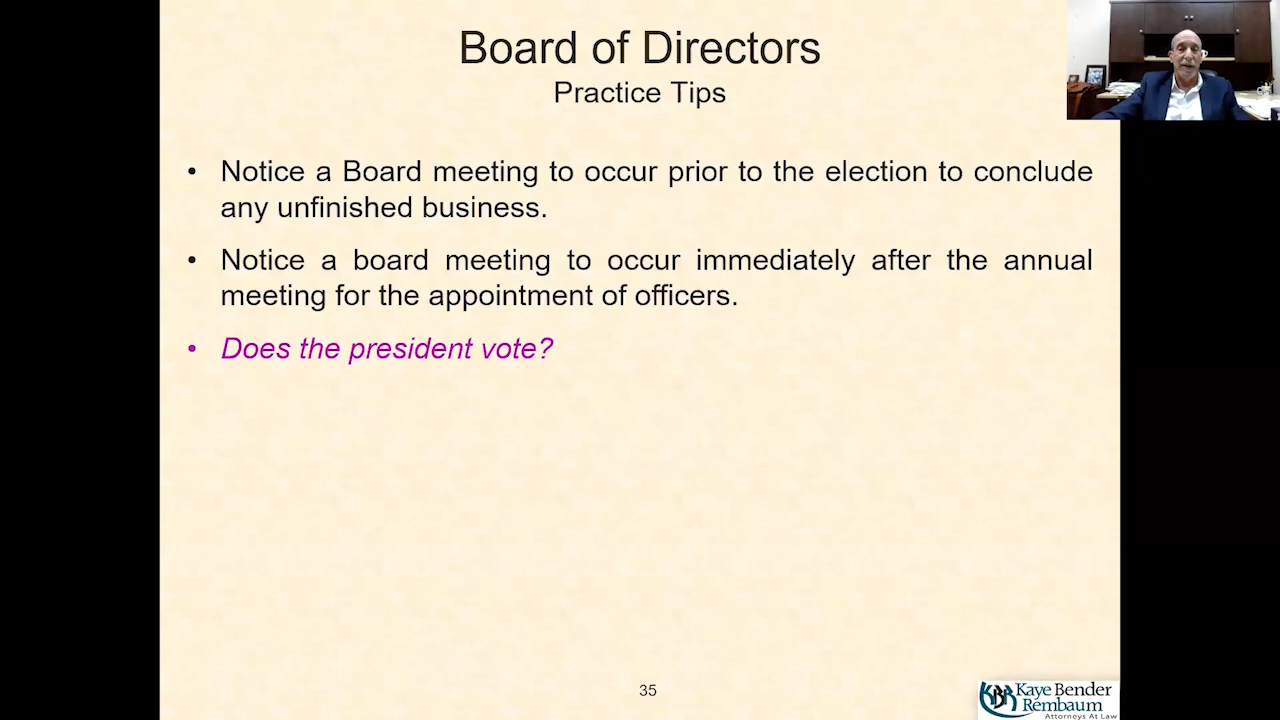 Board of Directors
Practice Tips
• Notice a Board meeting to occur prior to the election to conclude
any unfinished business.
• Notice a board meeting to occur immediately after the annual
meeting for the appointment of officers.
• Does the president vote?
35
KBR Kaye Bender
Rembaum
Attorneys At Law